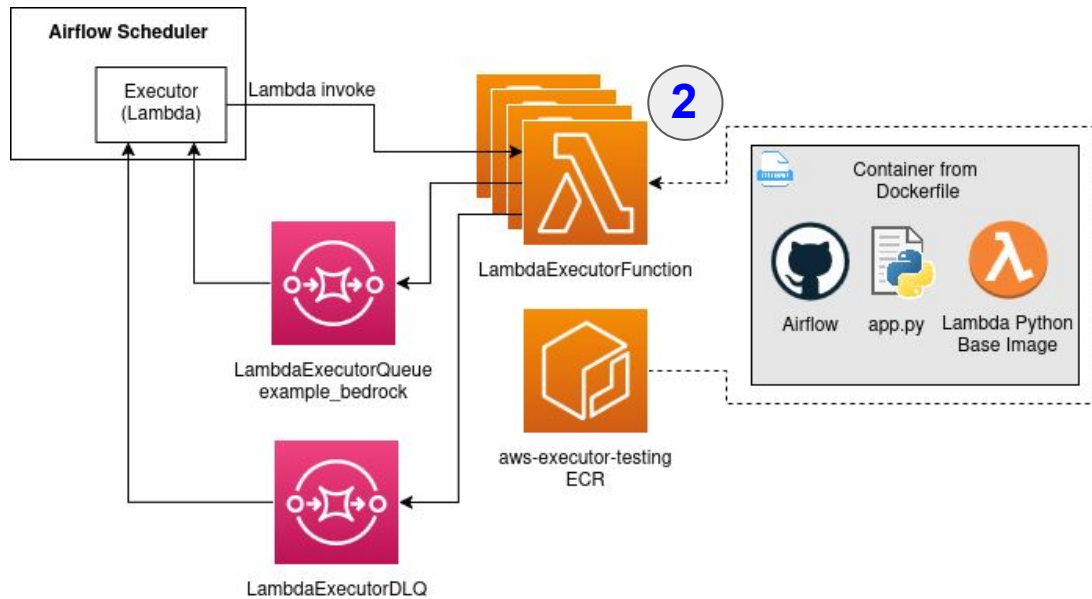 Airflow Scheduler
Executor
(Lambda)
Lambda invoke
2
LambdaExecutorFunction
Container from
Dockerfile
Airflow
app.py
Lambda Python
Base Image
LambdaExecutorQueue
example_bedrock
aws-executor-testing
ECR
LambdaExecutorDLQ